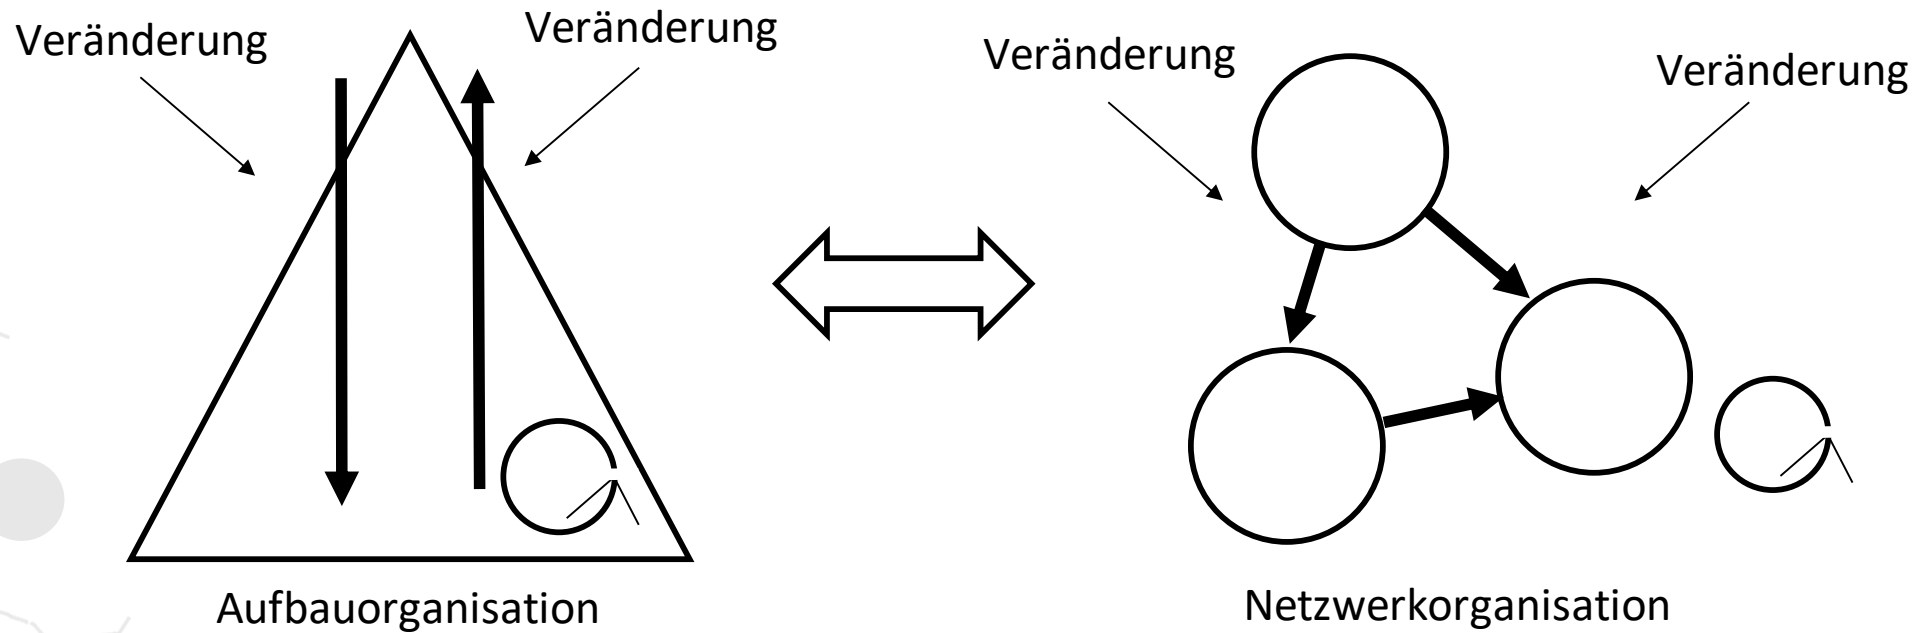 Veränderung
Veränderung
Veränderung
Veränderung
Aufbauorganisation
Netzwerkorganisation